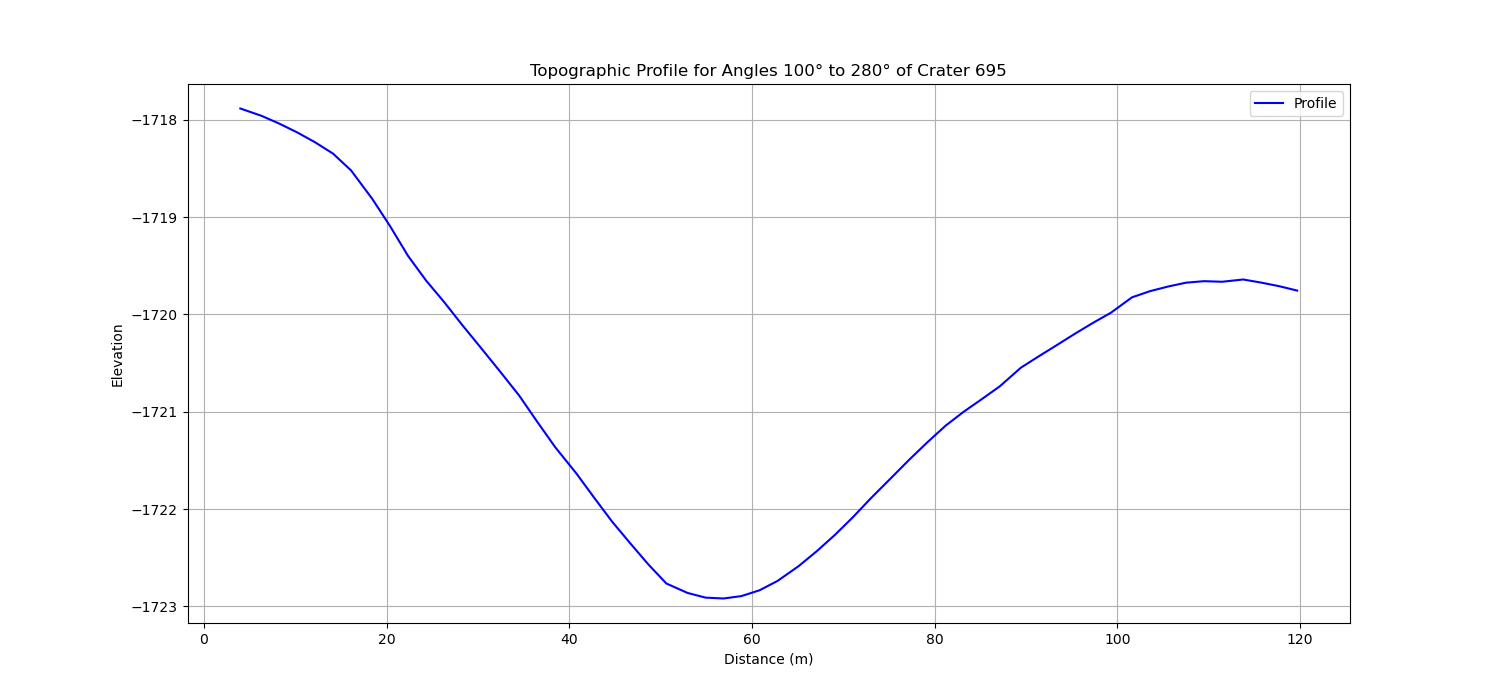 Topographic Profile for Angles 100° to 280° of Crater 695
Profile
−1718
−1719
−1720
−1721
−1722
−1723
Elevation
0 20 40 60 80 100 120
Distance (m)